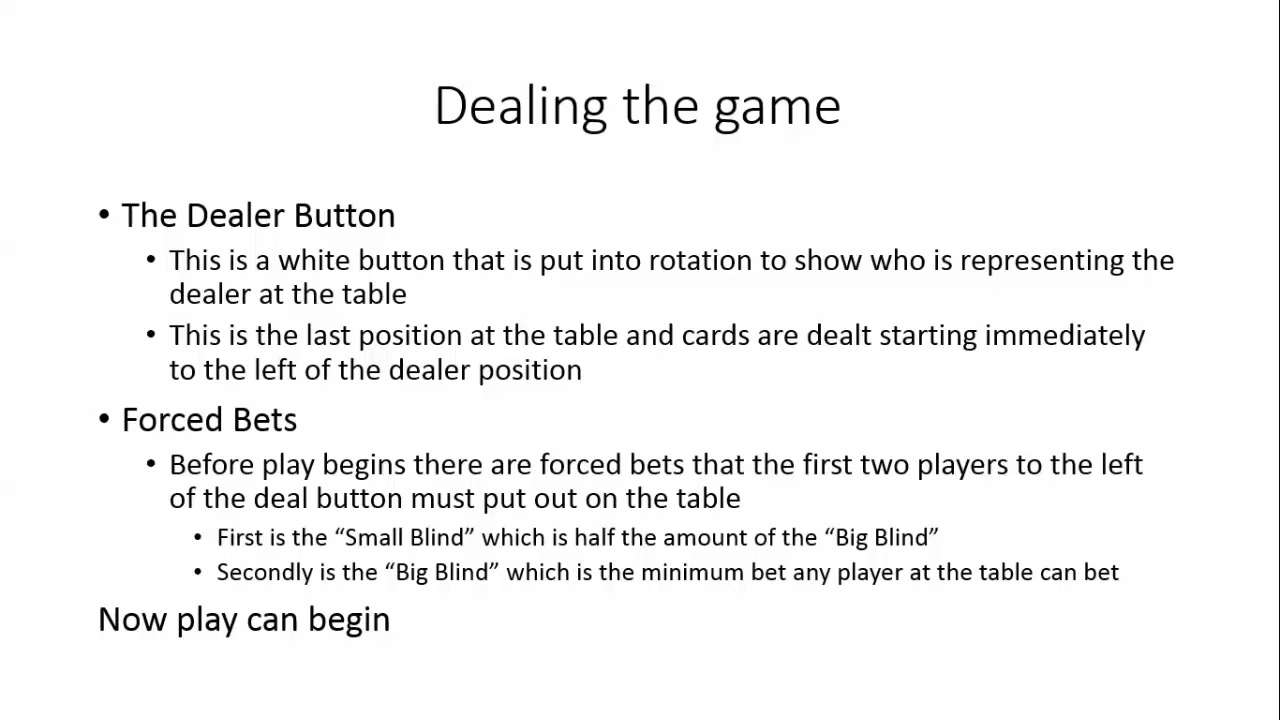 Dealing the game
• The Dealer Button
• This is a white button that is put into rotation to show who is representing the
dealer at the table
• This is the last position at the table and cards are dealt starting immediately
to the left of the dealer position
• Forced Bets
• Before play begins there are forced bets that the first two players to the left
of the deal button must put out on the table
• First is the “Small Blind” which is half the amount of the “Big Blind”
• Secondly is the “Big Blind” which is the minimum bet any player at the table can bet
Now play can begin